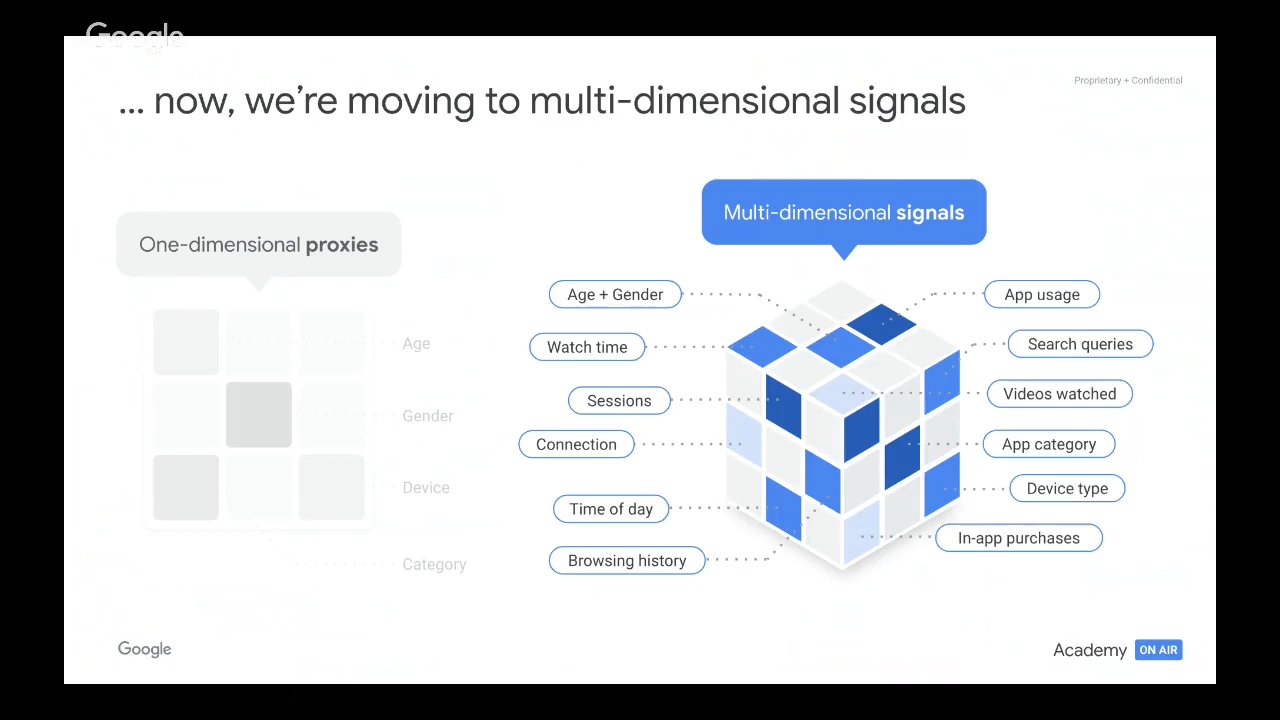 Google
Proprietary + Confidential
... now, we're moving to multi-dimensional signals
One-dimensional proxies
Age
Gender
Device
Category
Multi-dimensional signals
Age + Gender
Watch time
Sessions
Connection
Time of day
Browsing history
App usage
Search queries
Videos watched
App category
Device type
In-app purchases
Google
Academy ON AIR